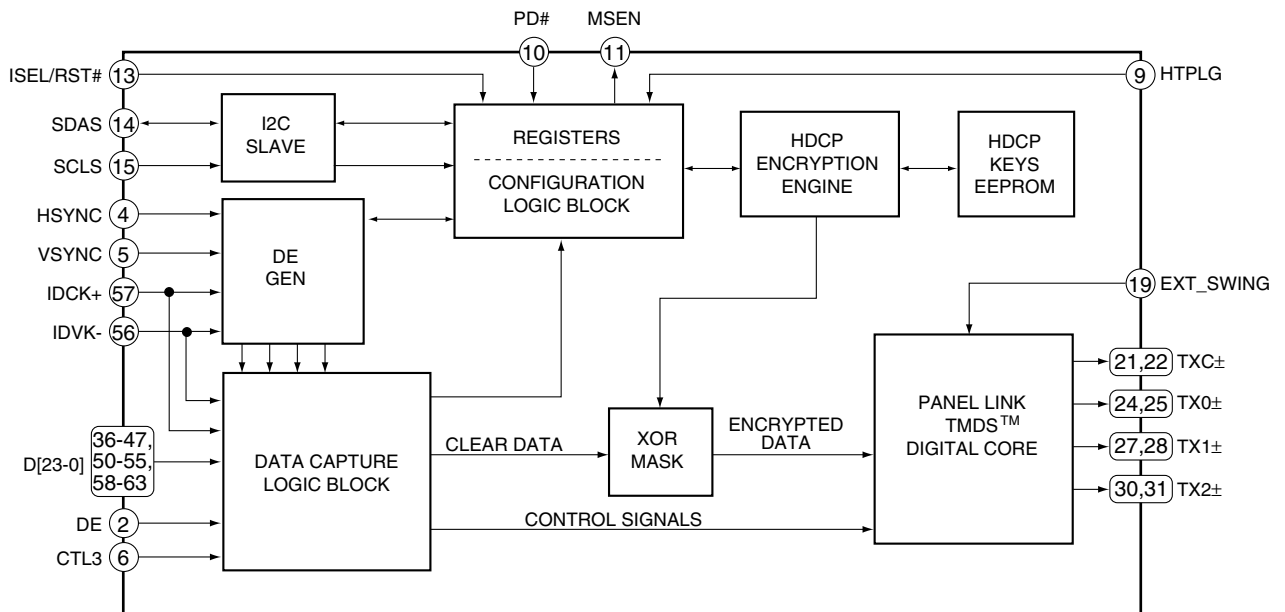 PD# MSEN
10 11
ISEL/RST# 13
9 HTPLG
SDAS 14
SCLS 15
I2C
SLAVE
REGISTERS
CONFIGURATION
LOGIC BLOCK
HDCP
ENCRYPTION
ENGINE
HDCP
KEYS
EEPROM
HSYNC 4
VSYNC 5
IDCK+ 57
IDVK- 56
DE
GEN
19 EXT_SWING
36-47,
D[23-0] 50-55,
58-63
DE 2
CTL3 6
DATA CAPTURE
LOGIC BLOCK
CLEAR DATA
XOR
MASK
ENCRYPTED
DATA
CONTROL SIGNALS
PANEL LINK
TMDS™
DIGITAL CORE
21,22 TXC±
24,25 TX0±
27,28 TX1±
30,31 TX2±